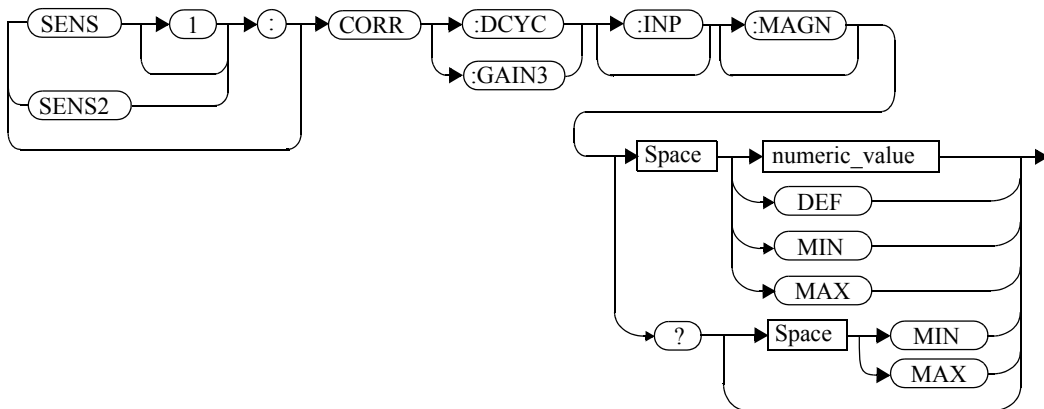 SENS 1 : CORR :DCYC :INP :MAGN
:GAIN3
SENS2
Space numeric_value
DEF
MIN
MAX
? Space MIN
MAX